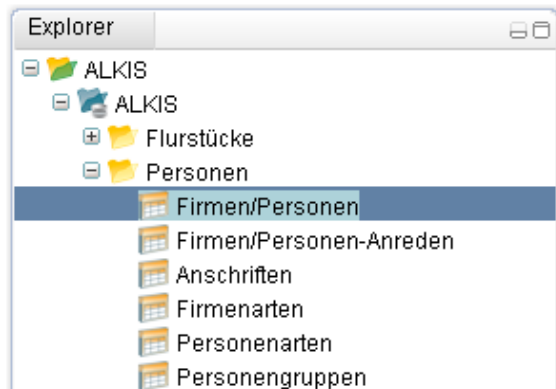 Explorer
ALKIS
ALKIS
Flurstücke
Personen
Firmen/Personen
Firmen/Personen-Anreden
Anschriften
Firmenarten
Personenarten
Personengruppen